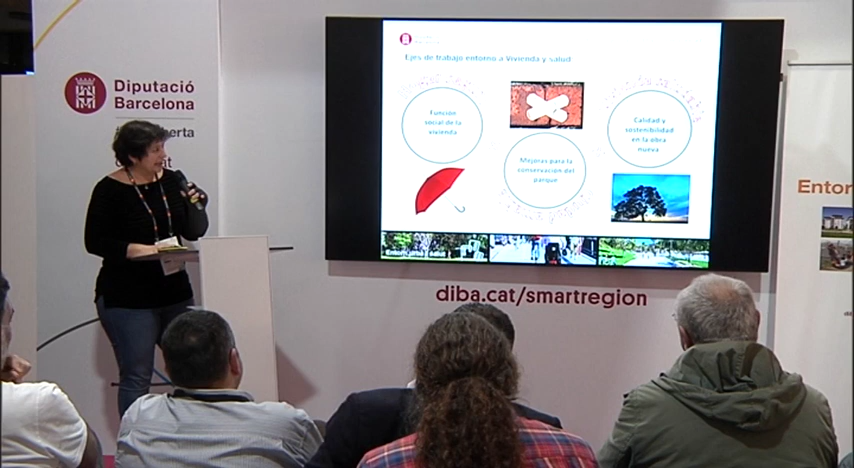 Diputació
Barcelona
Ejes de trabajo entorno a Vivienda y salud
Función
social de la
vivienda
Mejoras para la
conservación del
parque
Calidad y
sostenibilidad
en la obra
nueva
diba.cat/smartregion